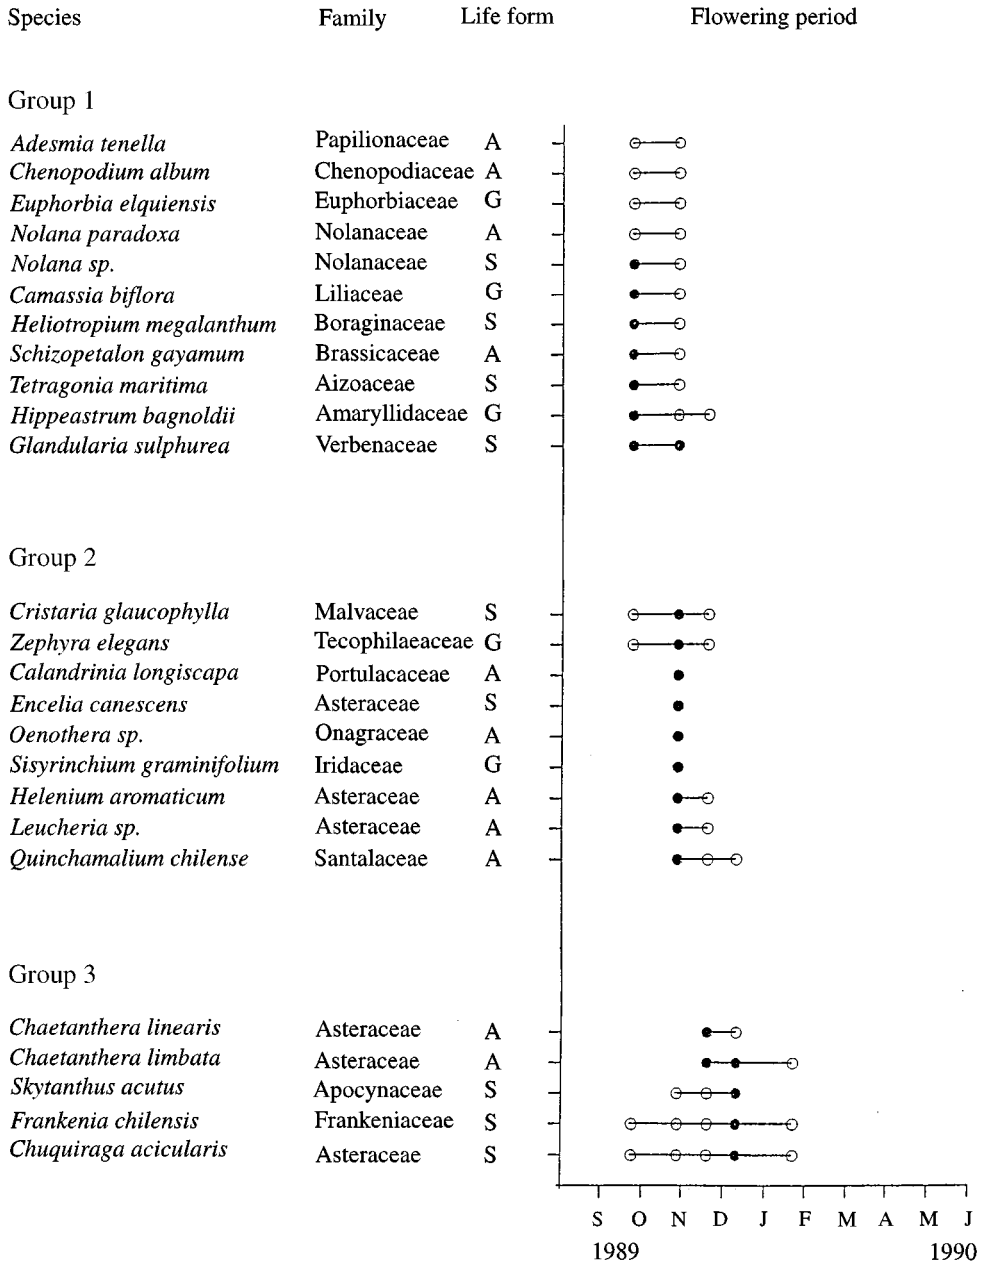 Species Family Life form Flowering period
Group 1
Adesmia tenella Papilionaceae A
Chenopodium album Chenopodiaceae A
Euphorbia elquiensis Euphorbiaceae G
Nolana paradoxa Nolanaceae A
Nolana sp. Nolanaceae S
Camassia biflora Liliaceae G
Heliotropium megalanthum Boraginaceae S
Schizopetalon gayamum Brassicaceae A
Tetragonia maritima Aizoaceae S
Hippeastrum bagnoldii Amaryllidaceae G
Glandularia sulphurea Verbenaceae S
Group 2
Cristaria glaucophylla Malvaceae S
Zephyra elegans Tecophilaeaceae G
Calandrinia longiscapa Portulacaceae A
Encelia canescens Asteraceae S
Oenothera sp. Onagraceae A
Sisyrinchium graminifolium Iridaceae G
Helenium aromaticum Asteraceae A
Leucheria sp. Asteraceae A
Quinchamalium chilense Santalaceae A
Group 3
Chaetanthera linearis Asteraceae A
Chaetanthera limbata Asteraceae A
Skytanthus acutus Apocynaceae S
Frankenia chilensis Frankeniaceae S
Chuquiraga acicularis Asteraceae S
S O N D J F M A M J
1989 1990